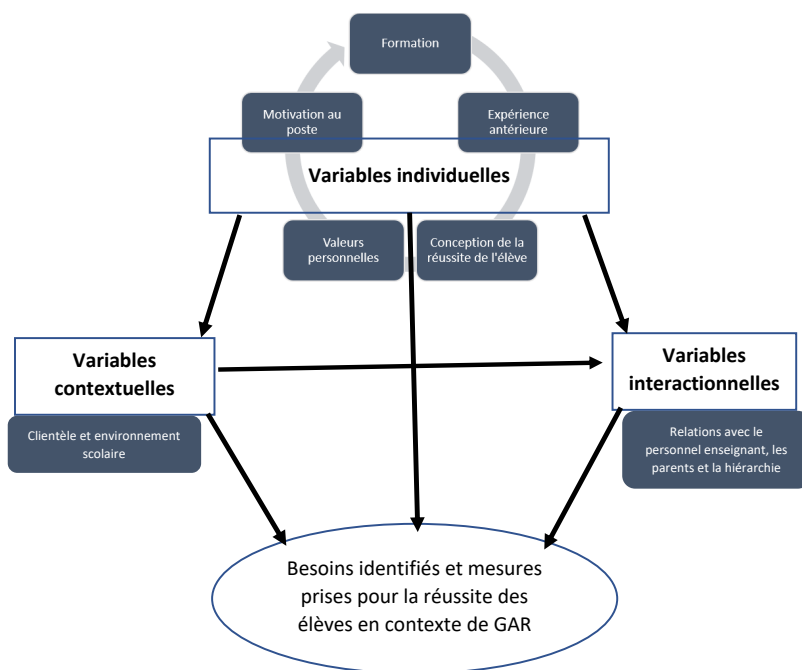 Formation
Motivation au
poste
Expérience
antérieure
Variables individuelles
Valeurs
personnelles
Conception de la
réussite de l'élève
Variables
contextuelles
Variables
interactionnelles
Clientèle et environnement
scolaire
Relations avec le
personnel enseignant, les
parents et la hiérarchie
Besoins identifiés et mesures
prises pour la réussite des
élèves en contexte de GAR